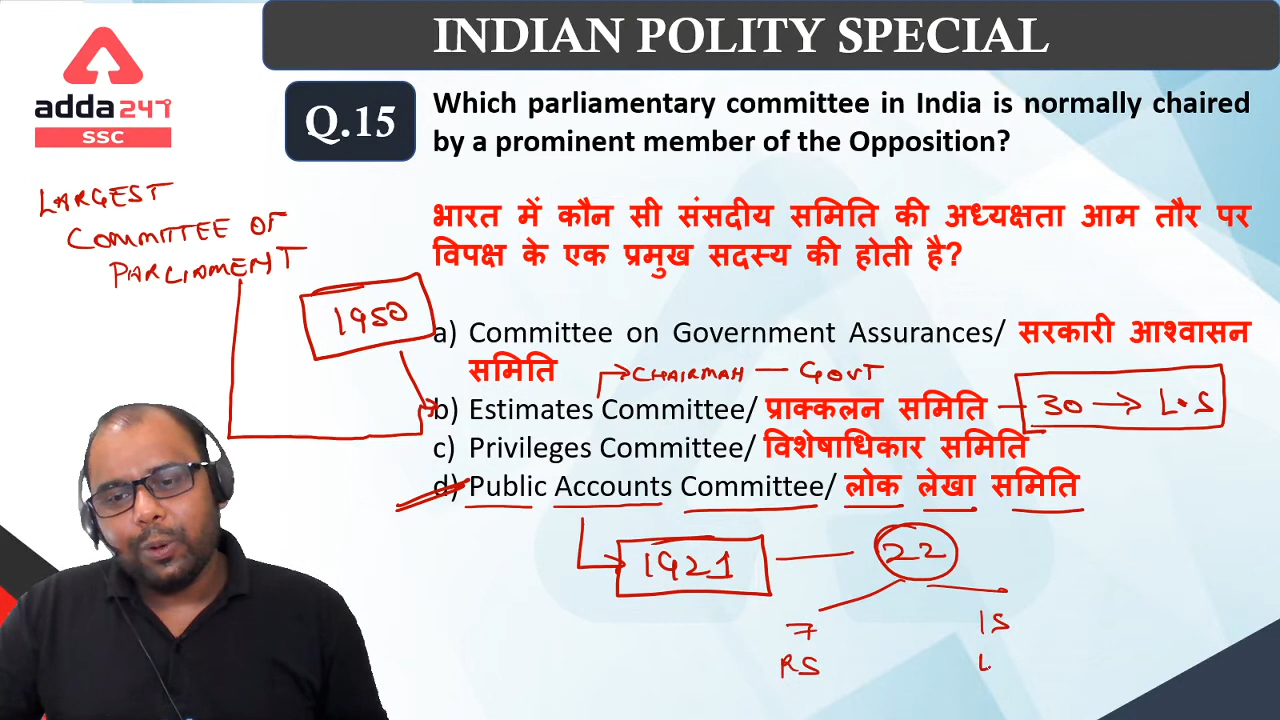 INDIAN POLITY SPECIAL
adda247
SSC
Q.15
Which parliamentary committee in India is normally chaired
by a prominent member of the Opposition?
भारत में कौन सी संसदीय समिति की अध्यक्षता आम तौर पर
विपक्ष के एक प्रमुख सदस्य की होती है?
LARGEST
COMMITTEE OF
PARLIAMENT
1950
a) Committee on Government Assurances/ सरकारी आश्वासन
समिति
CHAIRMAN — GOVT
b) Estimates Committee/ प्राक्कलन समिति — 30 → L.S
c) Privileges Committee/ विशेषाधिकार समिति
d) Public Accounts Committee/ लोक लेखा समिति
1921 — 22
7 15
RS L